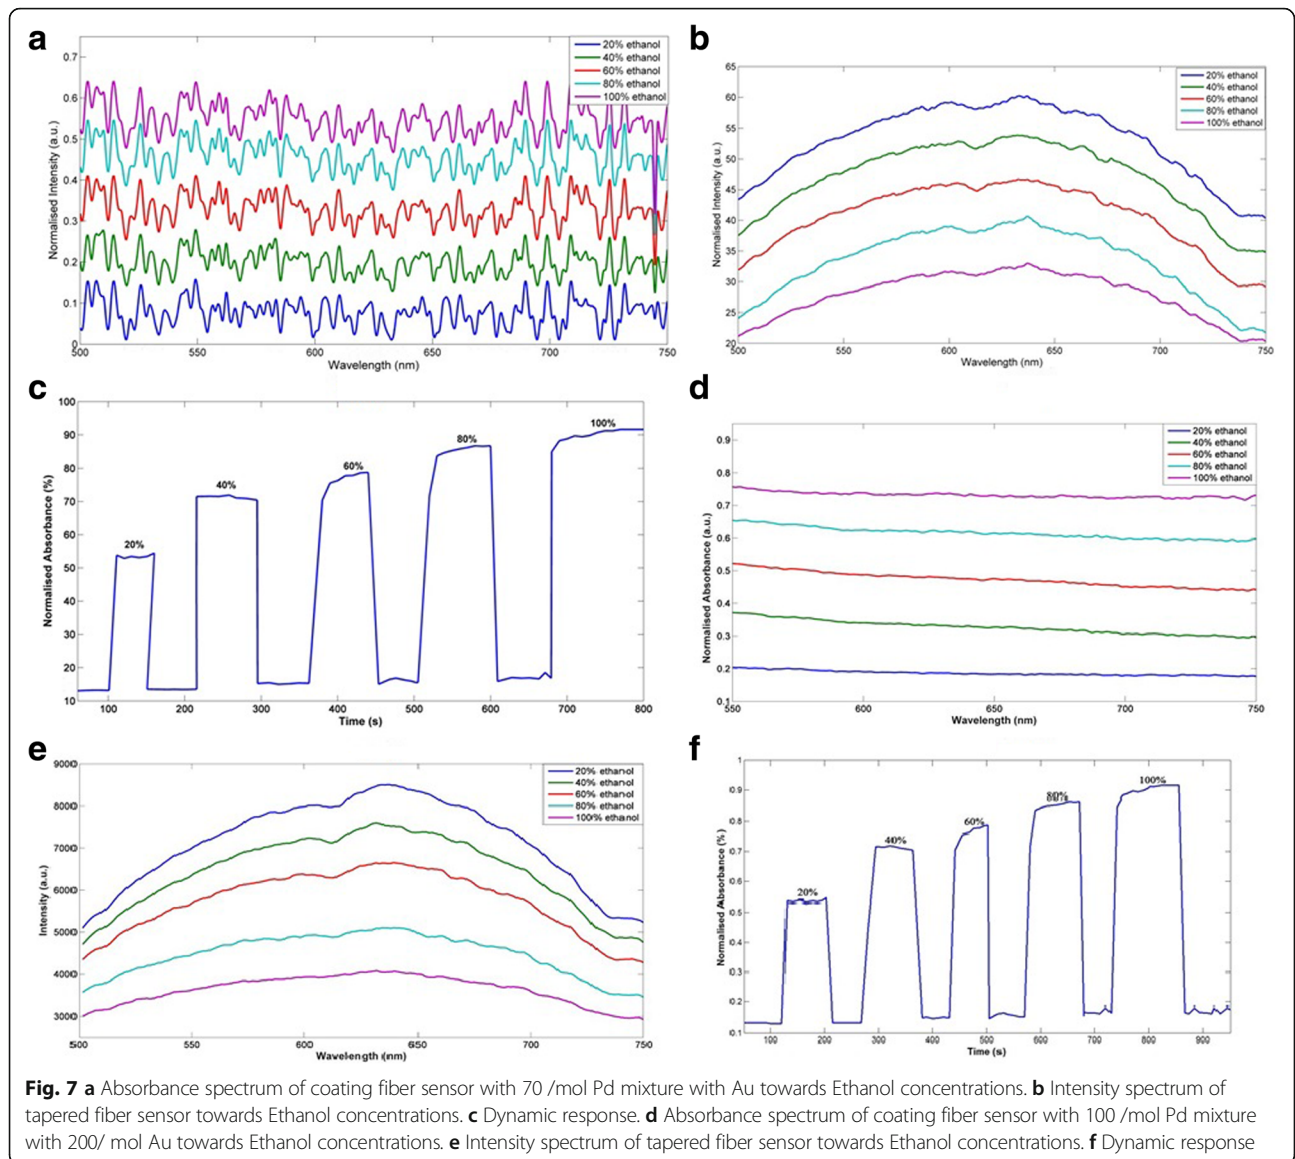 a
0.7
0.6
0.5
0.4
0.3
0.2
0.1
0
500
550
600
650
700
750
Normalised Intensity (a.u.)
Wavelength (nm)
20% ethanol
40% ethanol
60% ethanol
80% ethanol
100% ethanol
b
65
60
55
50
45
40
35
30
25
20
500
550
600
650
700
750
Normalised Intensity (a.u.)
Wavelength (nm)
20% ethanol
40% ethanol
60% ethanol
80% ethanol
100% ethanol
c
100
90
80
70
60
50
40
30
20
10
100
200
300
400
500
600
700
800
Normalised Absorbance (%)
Time (s)
20%
40%
60%
80%
100%
d
0.9
0.8
0.7
0.6
0.5
0.4
0.3
0.2
0.1
550
600
650
700
750
Normalised Absorbance (a.u.)
Wavelength (nm)
20% ethanol
40% ethanol
60% ethanol
80% ethanol
100% ethanol
e
Intensity (a.u.)
Wavelength (nm)
20% ethanol
40% ethanol
60% ethanol
80% ethanol
100% ethanol
550
600
650
700
750
f
1
0.9
0.8
0.7
0.6
0.5
0.4
0.3
0.2
0.1
100
200
300
400
500
600
700
800
900
Normalised Absorbance (%)
Time (s)
20%
40%
60%
80%
100%
Fig. 7 a Absorbance spectrum of coating fiber sensor with 70 /mol Pd mixture with Au towards Ethanol concentrations. b Intensity spectrum of
tapered fiber sensor towards Ethanol concentrations. c Dynamic response. d Absorbance spectrum of coating fiber sensor with 100 /mol Pd mixture
with 200/ mol Au towards Ethanol concentrations. e Intensity spectrum of tapered fiber sensor towards Ethanol concentrations. f Dynamic response